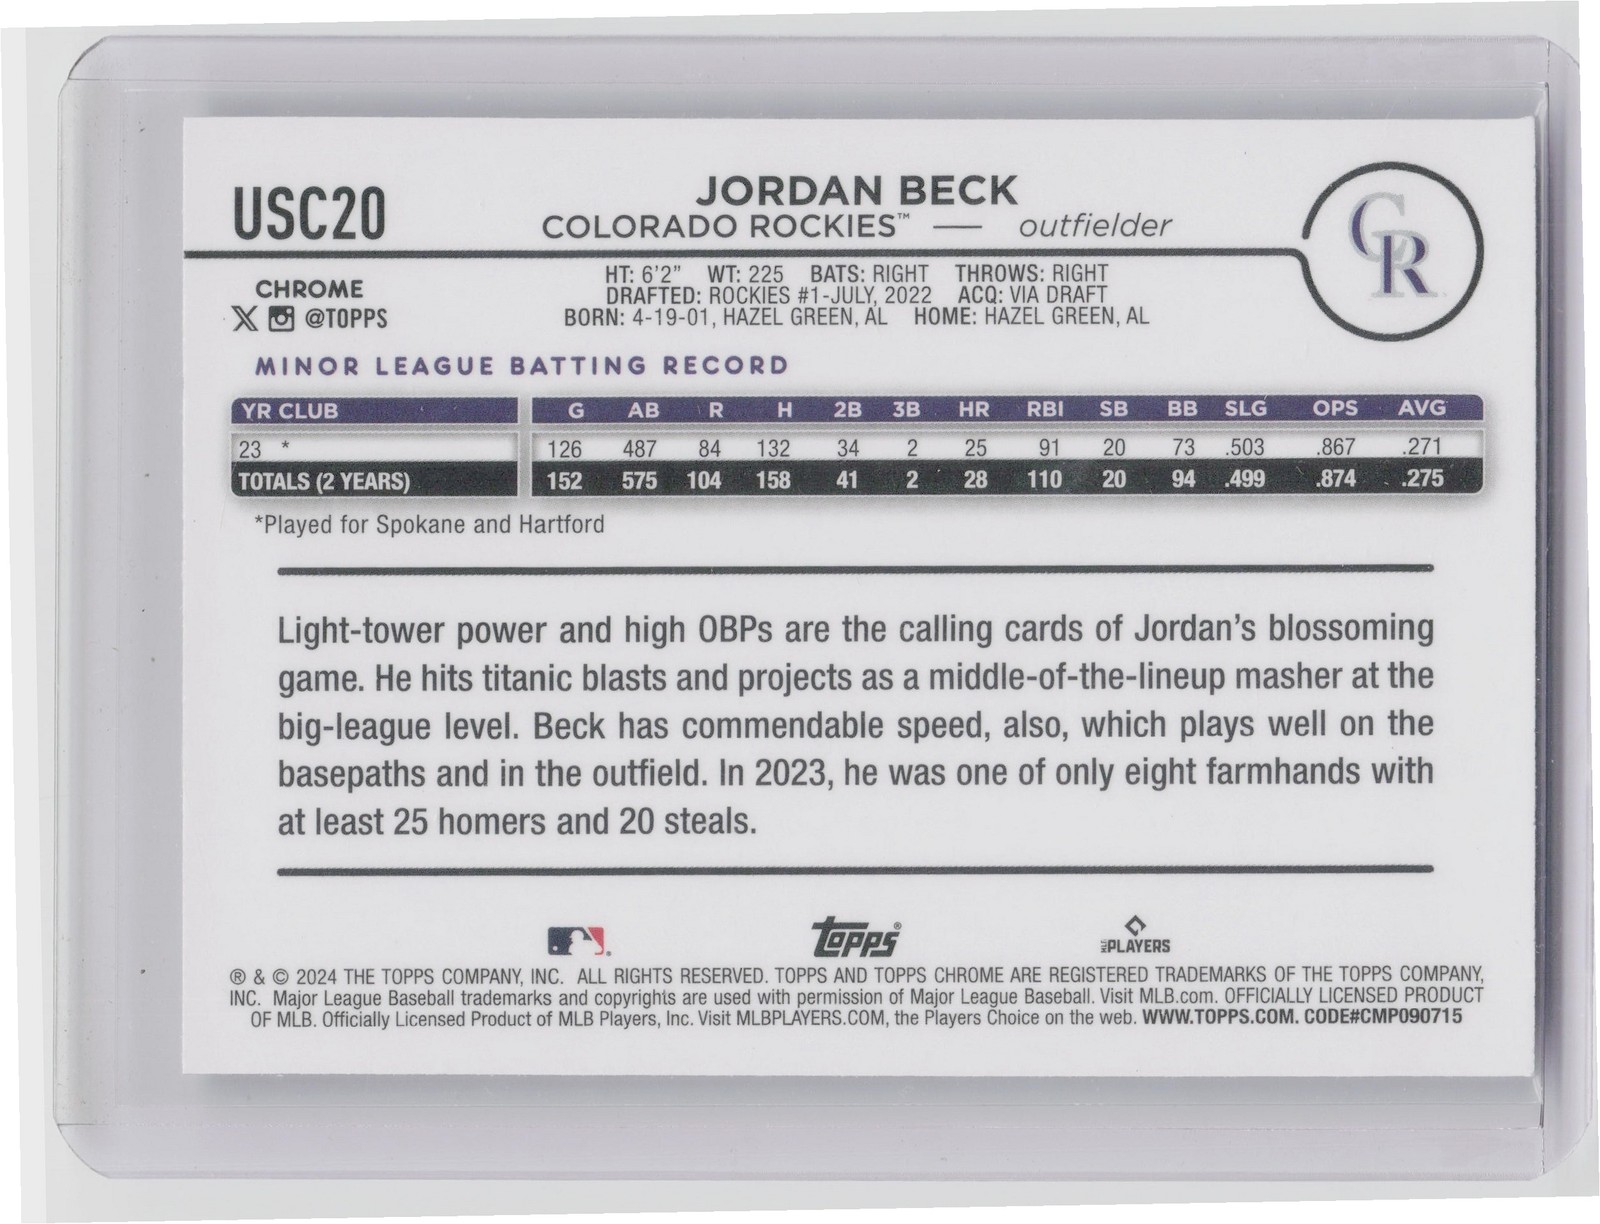 USC20
JORDAN BECK
COLORADO ROCKIES™ — outfielder
CR
CHROME
@TOPPS
HT: 6'2" WT: 225 BATS: RIGHT THROWS: RIGHT
DRAFTED: ROCKIES #1-JULY, 2022 ACQ: VIA DRAFT
BORN: 4-19-01, HAZEL GREEN, AL HOME: HAZEL GREEN, AL
MINOR LEAGUE BATTING RECORD
YR CLUB G AB R H 2B 3B HR RBI SB BB SLG OPS AVG
23 * 126 487 84 132 34 2 25 91 20 73 .503 .867 .271
TOTALS (2 YEARS) 152 575 104 158 41 2 28 110 20 94 .499 .874 .275
*Played for Spokane and Hartford
Light-tower power and high OBPs are the calling cards of Jordan's blossoming
game. He hits titanic blasts and projects as a middle-of-the-lineup masher at the
big-league level. Beck has commendable speed, also, which plays well on the
basepaths and in the outfield. In 2023, he was one of only eight farmhands with
at least 25 homers and 20 steals.
topps® MLB PLAYERS
® & © 2024 THE TOPPS COMPANY, INC. ALL RIGHTS RESERVED. TOPPS AND TOPPS CHROME ARE REGISTERED TRADEMARKS OF THE TOPPS COMPANY,
INC. Major League Baseball trademarks and copyrights are used with permission of Major League Baseball. Visit MLB.com. OFFICIALLY LICENSED PRODUCT
OF MLB. Officially Licensed Product of MLB Players, Inc. Visit MLBPLAYERS.COM, the Players Choice on the web. WWW.TOPPS.COM. CODE#CMP090715